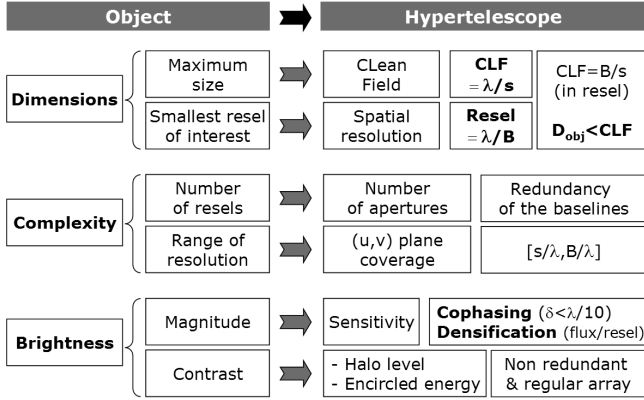 Object
Hypertelescope
Dimensions
Maximum
size
CLean
Field
CLF
= λ/s
CLF=B/s
(in resel)
D_obj<CLF
Smallest resel
of interest
Spatial
resolution
Resel
= λ/B
Complexity
Number
of resels
Number
of apertures
Redundancy
of the baselines
Range of
resolution
(u,v) plane
coverage
[s/λ,B/λ]
Brightness
Magnitude
Sensitivity
Cophasing (δ<λ/10)
Densification (flux/resel)
Contrast
- Halo level
- Encircled energy
Non redundant
& regular array